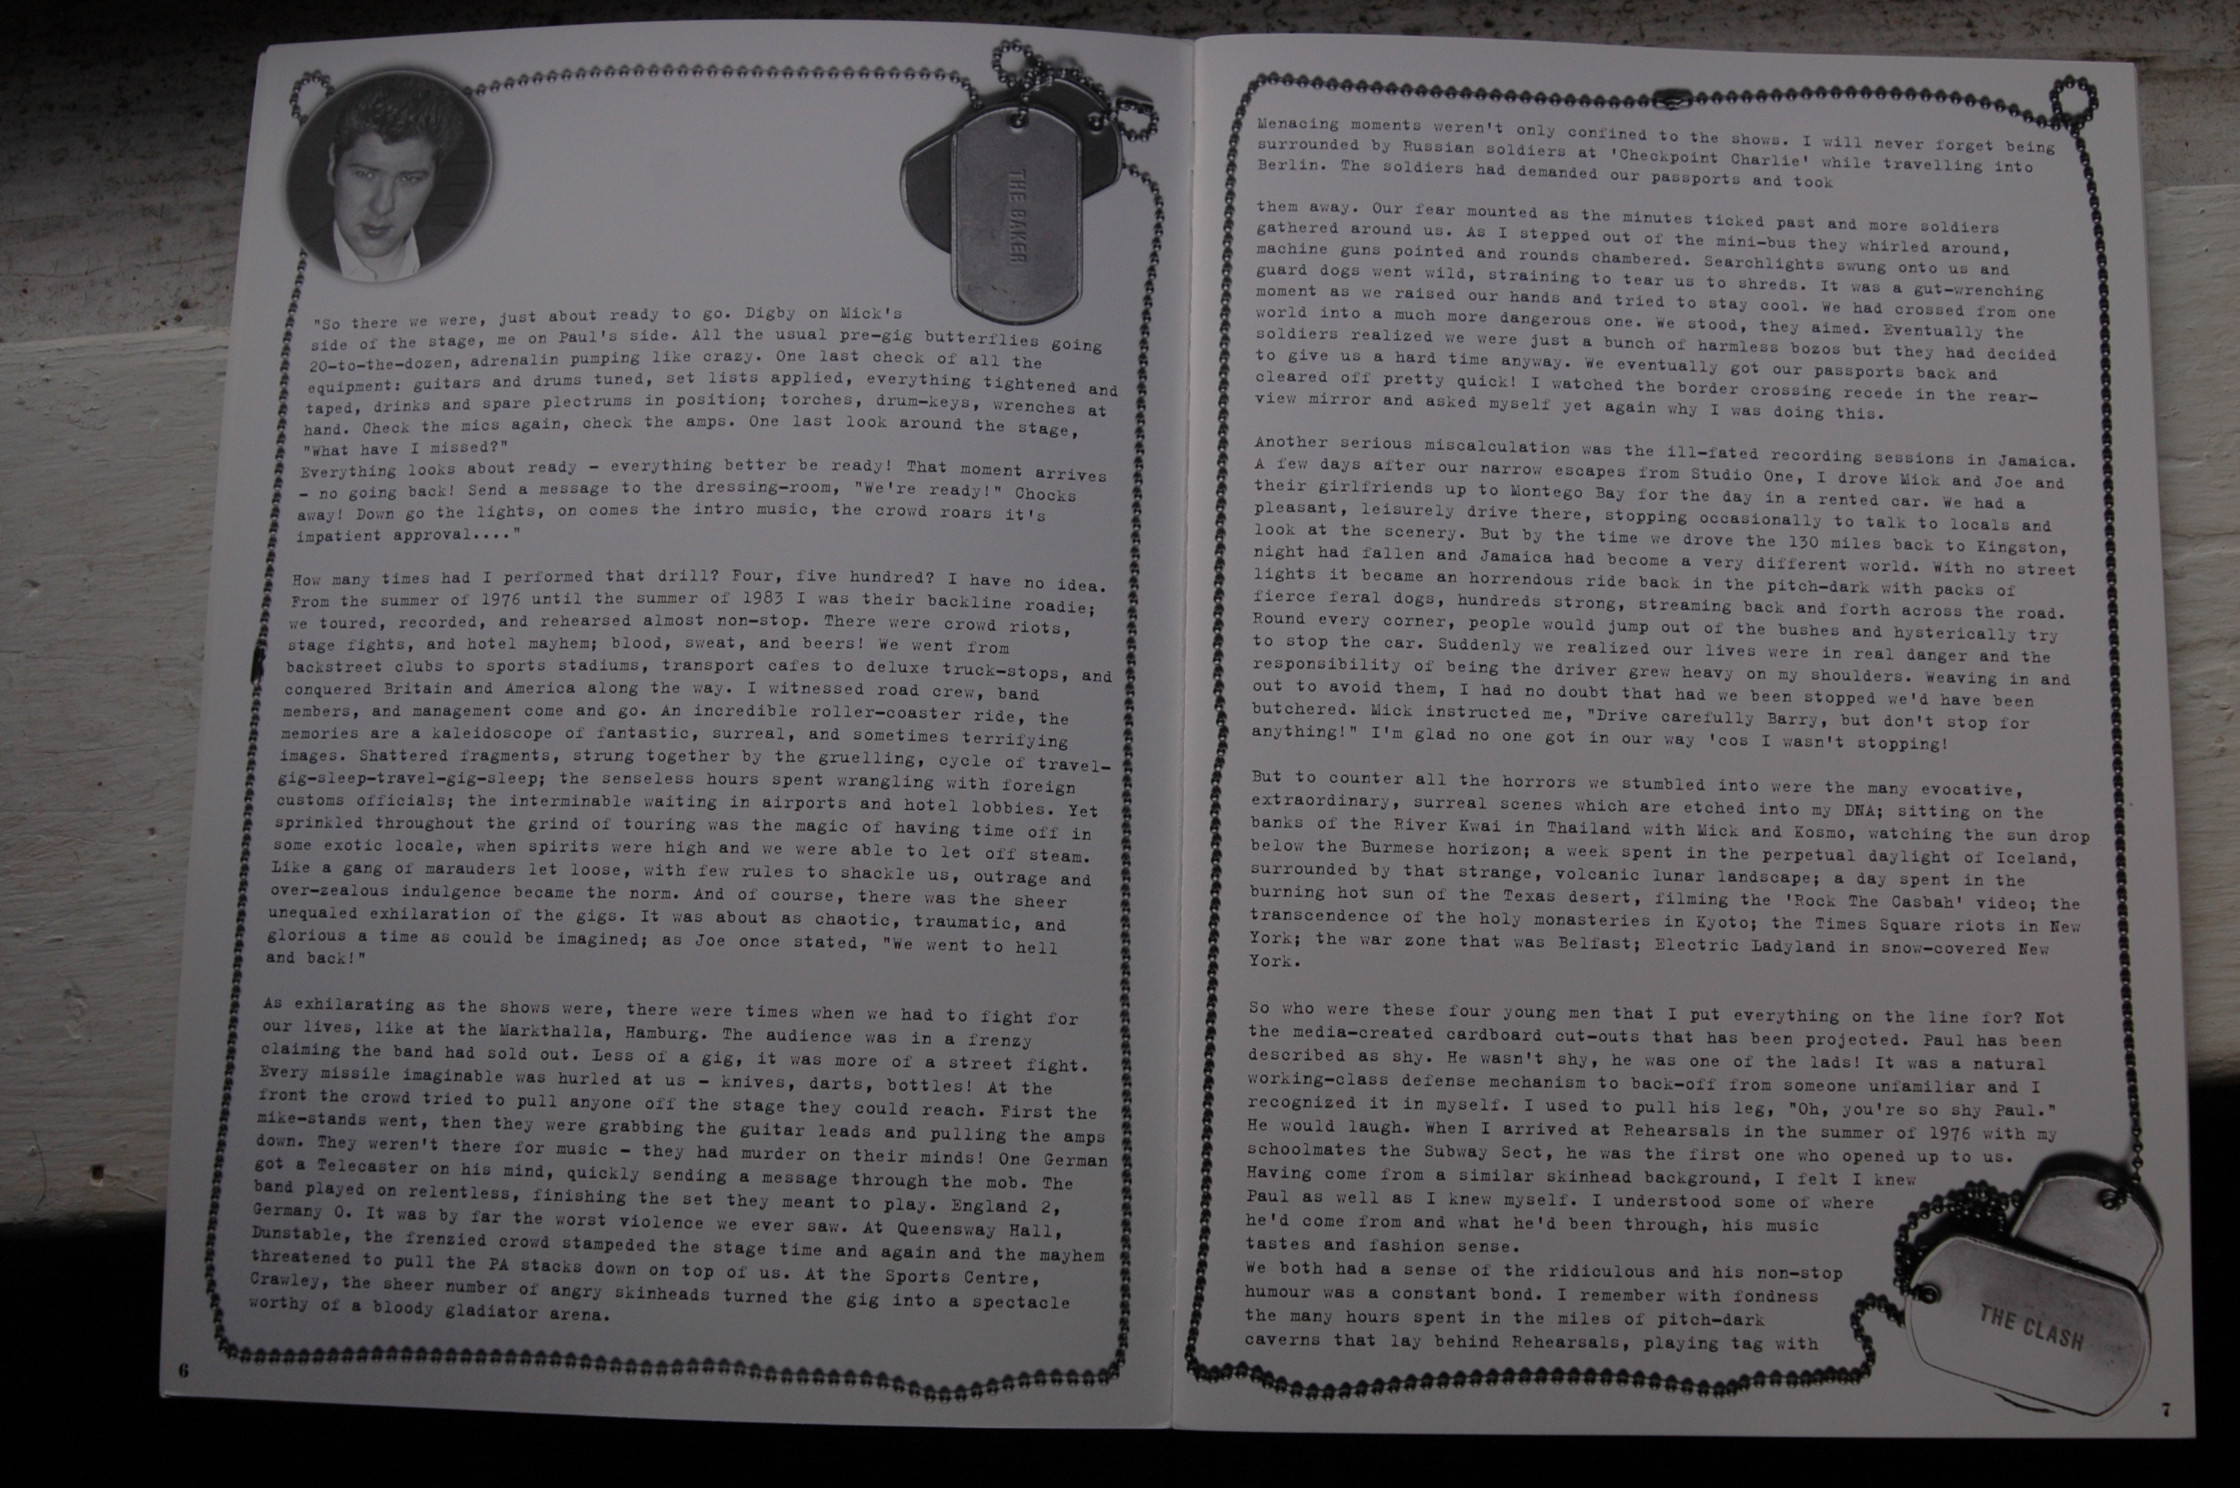 THE BAKER
"So there we were, just about ready to go. Digby on Mick's
side of the stage, me on Paul's side. All the usual pre-gig butterflies going
20-to-the-dozen, adrenalin pumping like crazy. One last check of all the
equipment: guitars and drums tuned, set lists applied, everything tightened and
taped, drinks and spare plectrums in position; torches, drum-keys, wrenches at
hand. Check the mics again, check the amps. One last look around the stage,
"What have I missed?"
Everything looks about ready - everything better be ready! That moment arrives
- no going back! Send a message to the dressing-room, "We're ready!" Chocks
away! Down go the lights, on comes the intro music, the crowd roars it's
impatient approval...."
How many times had I performed that drill? Four, five hundred? I have no idea.
From the summer of 1976 until the summer of 1983 I was their backline roadie;
we toured, recorded, and rehearsed almost non-stop. There were crowd riots,
stage fights, and hotel mayhem; blood, sweat, and beers! We went from
backstreet clubs to sports stadiums, transport cafes to deluxe truck-stops, and
conquered Britain and America along the way. I witnessed road crew, band
members, and management come and go. An incredible roller-coaster ride, the
memories are a kaleidoscope of fantastic, surreal, and sometimes terrifying
images. Shattered fragments, strung together by the gruelling, cycle of travel-
gig-sleep-travel-gig-sleep; the senseless hours spent wrangling with foreign
customs officials; the interminable waiting in airports and hotel lobbies. Yet
sprinkled throughout the grind of touring was the magic of having time off in
some exotic locale, when spirits were high and we were able to let off steam.
Like a gang of marauders let loose, with few rules to shackle us, outrage and
over-zealous indulgence became the norm. And of course, there was the sheer
unequaled exhilaration of the gigs. It was about as chaotic, traumatic, and
glorious a time as could be imagined; as Joe once stated, "We went to hell
and back!"
As exhilarating as the shows were, there were times when we had to fight for
our lives, like at the Markthalla, Hamburg. The audience was in a frenzy
claiming the band had sold out. Less of a gig, it was more of a street fight.
Every missile imaginable was hurled at us - knives, darts, bottles! At the
front the crowd tried to pull anyone off the stage they could reach. First the
mike-stands went, then they were grabbing the guitar leads and pulling the amps
down. They weren't there for music - they had murder on their minds! One German
got a Telecaster on his mind, quickly sending a message through the mob. The
band played on relentless, finishing the set they meant to play. England 2,
Germany 0. It was by far the worst violence we ever saw. At Queensway Hall,
Dunstable, the frenzied crowd stampeded the stage time and again and the mayhem
threatened to pull the PA stacks down on top of us. At the Sports Centre,
Crawley, the sheer number of angry skinheads turned the gig into a spectacle
worthy of a bloody gladiator arena.
6
Menacing moments weren't only confined to the shows. I will never forget being
surrounded by Russian soldiers at 'Checkpoint Charlie' while travelling into
Berlin. The soldiers had demanded our passports and took
them away. Our fear mounted as the minutes ticked past and more soldiers
gathered around us. As I stepped out of the mini-bus they whirled around,
machine guns pointed and rounds chambered. Searchlights swung onto us and
guard dogs went wild, straining to tear us to shreds. It was a gut-wrenching
moment as we raised our hands and tried to stay cool. We had crossed from one
world into a much more dangerous one. We stood, they aimed. Eventually the
soldiers realized we were just a bunch of harmless bozos but they had decided
to give us a hard time anyway. We eventually got our passports back and
cleared off pretty quick! I watched the border crossing recede in the rear-
view mirror and asked myself yet again why I was doing this.
Another serious miscalculation was the ill-fated recording sessions in Jamaica.
A few days after our narrow escapes from Studio One, I drove Mick and Joe and
their girlfriends up to Montego Bay for the day in a rented car. We had a
pleasant, leisurely drive there, stopping occasionally to talk to locals and
look at the scenery. But by the time we drove the 130 miles back to Kingston,
night had fallen and Jamaica had become a very different world. With no street
lights it became an horrendous ride back in the pitch-dark with packs of
fierce feral dogs, hundreds strong, streaming back and forth across the road.
Round every corner, people would jump out of the bushes and hysterically try
to stop the car. Suddenly we realized our lives were in real danger and the
responsibility of being the driver grew heavy on my shoulders. Weaving in and
out to avoid them, I had no doubt that had we been stopped we'd have been
butchered. Mick instructed me, "Drive carefully Barry, but don't stop for
anything!" I'm glad no one got in our way 'cos I wasn't stopping!
But to counter all the horrors we stumbled into were the many evocative,
extraordinary, surreal scenes which are etched into my DNA; sitting on the
banks of the River Kwai in Thailand with Mick and Kosmo, watching the sun drop
below the Burmese horizon; a week spent in the perpetual daylight of Iceland,
surrounded by that strange, volcanic lunar landscape; a day spent in the
burning hot sun of the Texas desert, filming the 'Rock The Casbah' video; the
transcendence of the holy monasteries in Kyoto; the Times Square riots in New
York; the war zone that was Belfast; Electric Ladyland in snow-covered New
York.
So who were these four young men that I put everything on the line for? Not
the media-created cardboard cut-outs that has been projected. Paul has been
described as shy. He wasn't shy, he was one of the lads! It was a natural
working-class defense mechanism to back-off from someone unfamiliar and I
recognized it in myself. I used to pull his leg, "Oh, you're so shy Paul."
He would laugh. When I arrived at Rehearsals in the summer of 1976 with my
schoolmates the Subway Sect, he was the first one who opened up to us.
Having come from a similar skinhead background, I felt I knew
Paul as well as I knew myself. I understood some of where
he'd come from and what he'd been through, his music
tastes and fashion sense.
We both had a sense of the ridiculous and his non-stop
humour was a constant bond. I remember with fondness
the many hours spent in the miles of pitch-dark
caverns that lay behind Rehearsals, playing tag with
THE CLASH
7